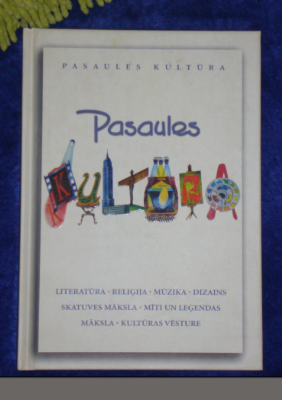 PASAULES KULTŪRA
Pasaules
KULTŪRA
LITERATŪRA · RELIĢIJA · MŪZIKA · DIZAINS
SKATUVES MĀKSLA · MĪTI UN LEĢENDAS
MĀKSLA · KULTŪRAS VĒSTURE